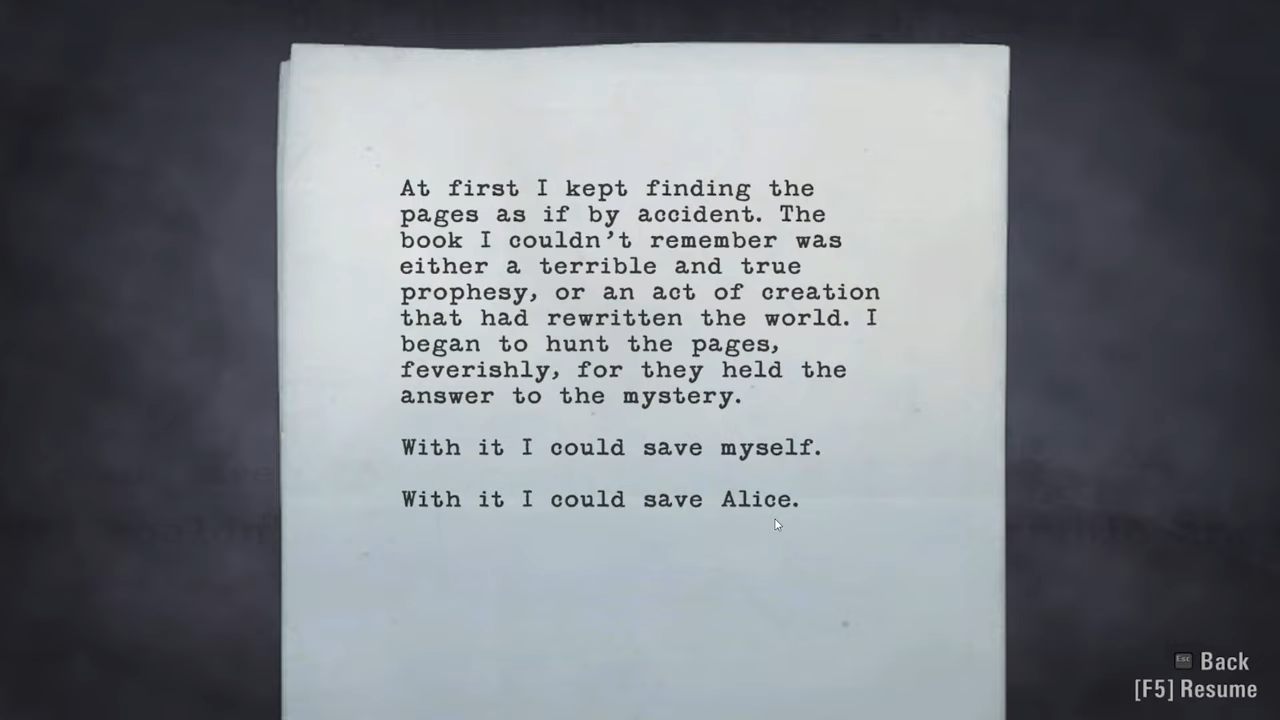 At first I kept finding the
pages as if by accident. The
book I couldn’t remember was
either a terrible and true
prophesy, or an act of creation
that had rewritten the world. I
began to hunt the pages,
feverishly, for they held the
answer to the mystery.
With it I could save myself.
With it I could save Alice.
Esc Back
[F5] Resume